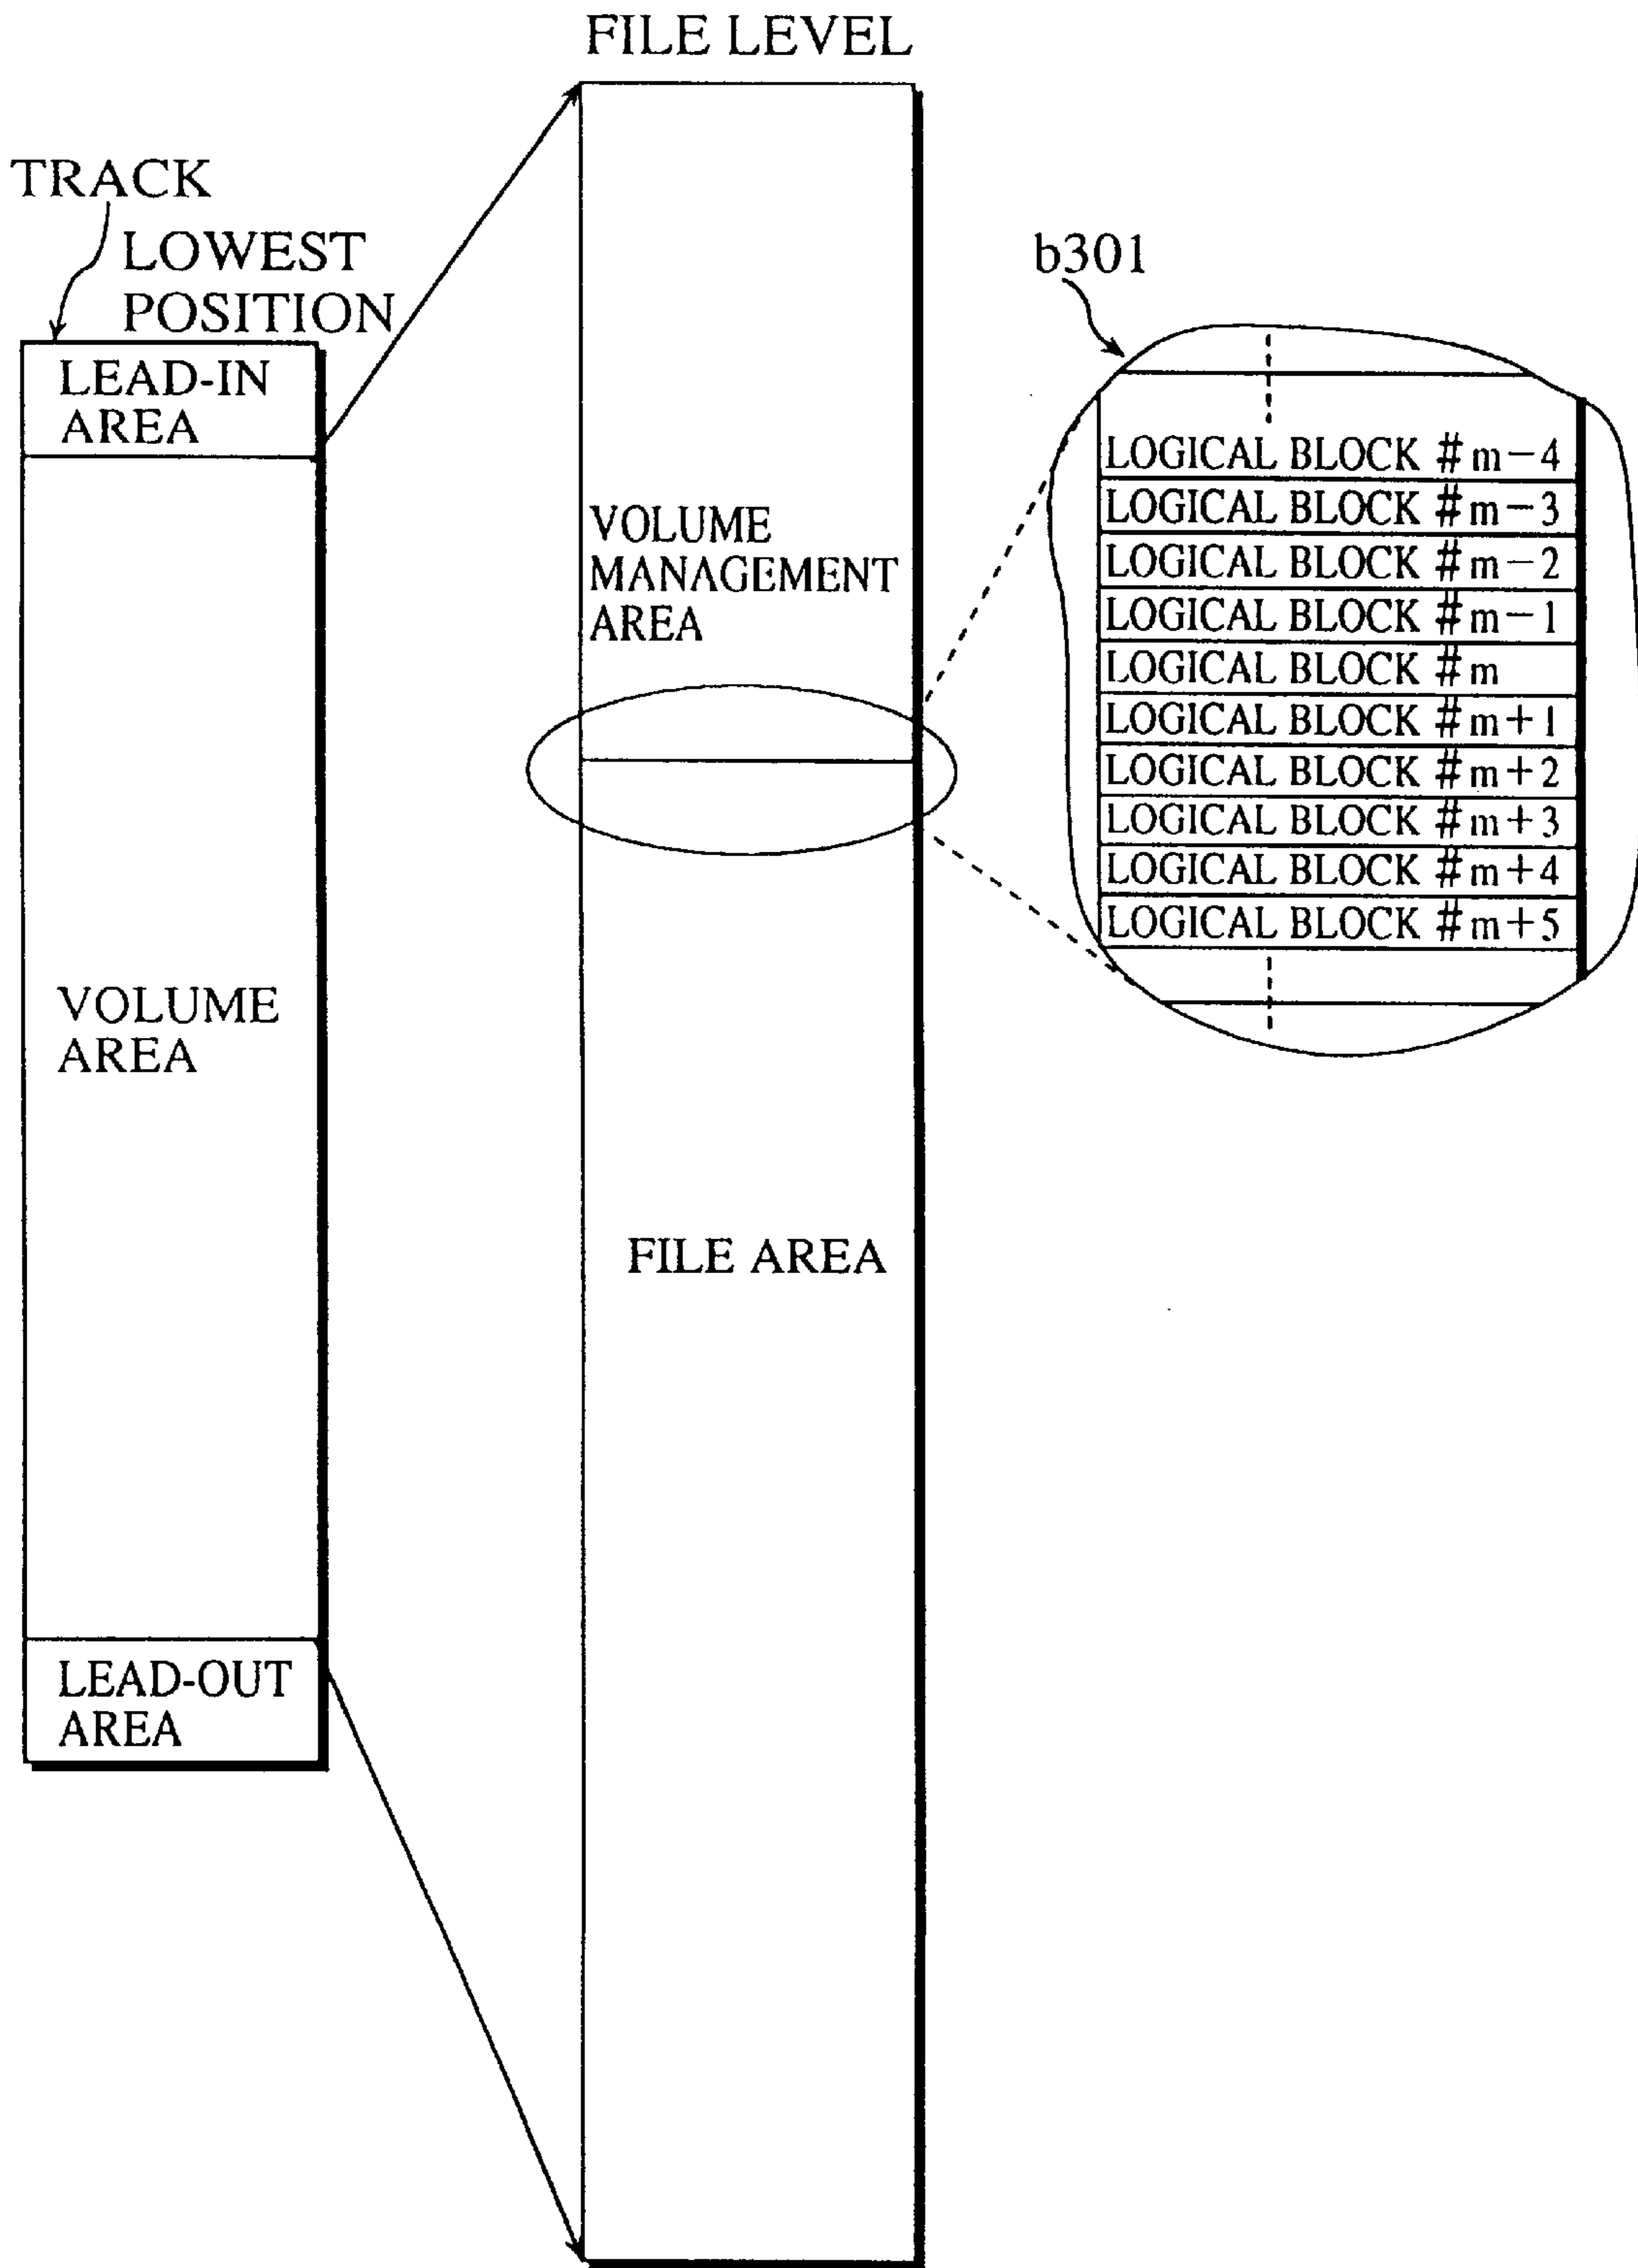 FILE LEVEL
TRACK
LOWEST
POSITION
LEAD-IN
AREA
VOLUME
AREA
LEAD-OUT
AREA
VOLUME
MANAGEMENT
AREA
FILE AREA
b301
LOGICAL BLOCK #m-4
LOGICAL BLOCK #m-3
LOGICAL BLOCK #m-2
LOGICAL BLOCK #m-1
LOGICAL BLOCK #m
LOGICAL BLOCK #m+1
LOGICAL BLOCK #m+2
LOGICAL BLOCK #m+3
LOGICAL BLOCK #m+4
LOGICAL BLOCK #m+5